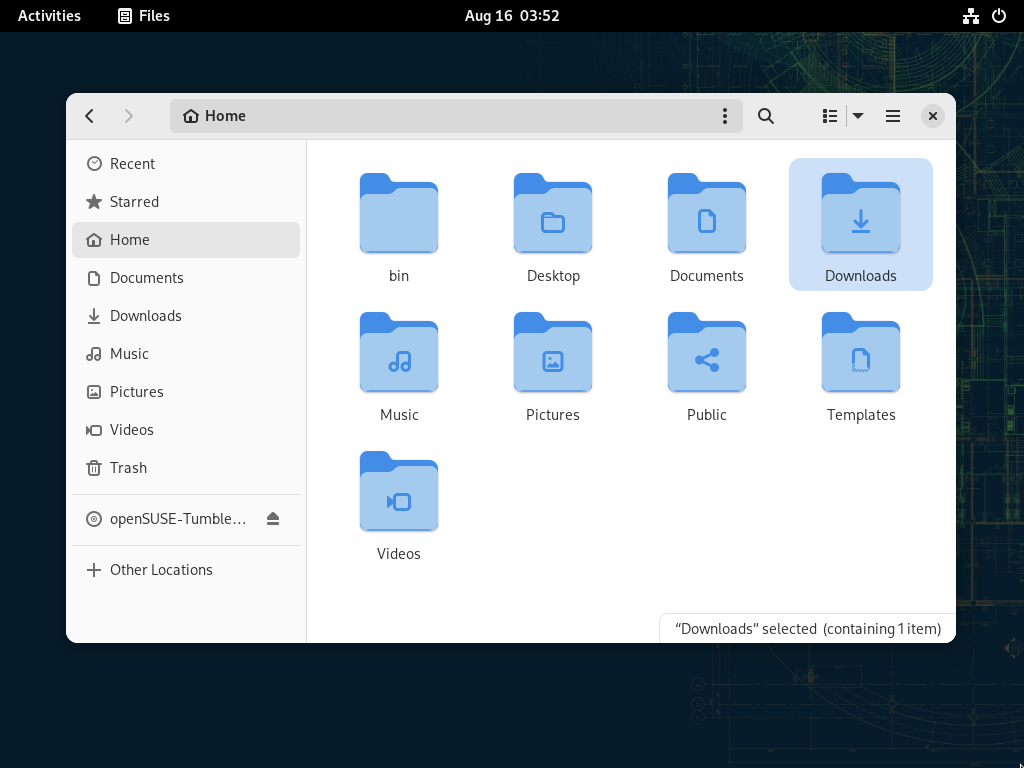 Activities Files Aug 16 03:52
Home
Recent
Starred
Home
Documents
Downloads
Music
Pictures
Videos
Trash
openSUSE-Tumble…
Other Locations
bin Desktop Documents Downloads
Music Pictures Public Templates
Videos
“Downloads” selected (containing 1 item)